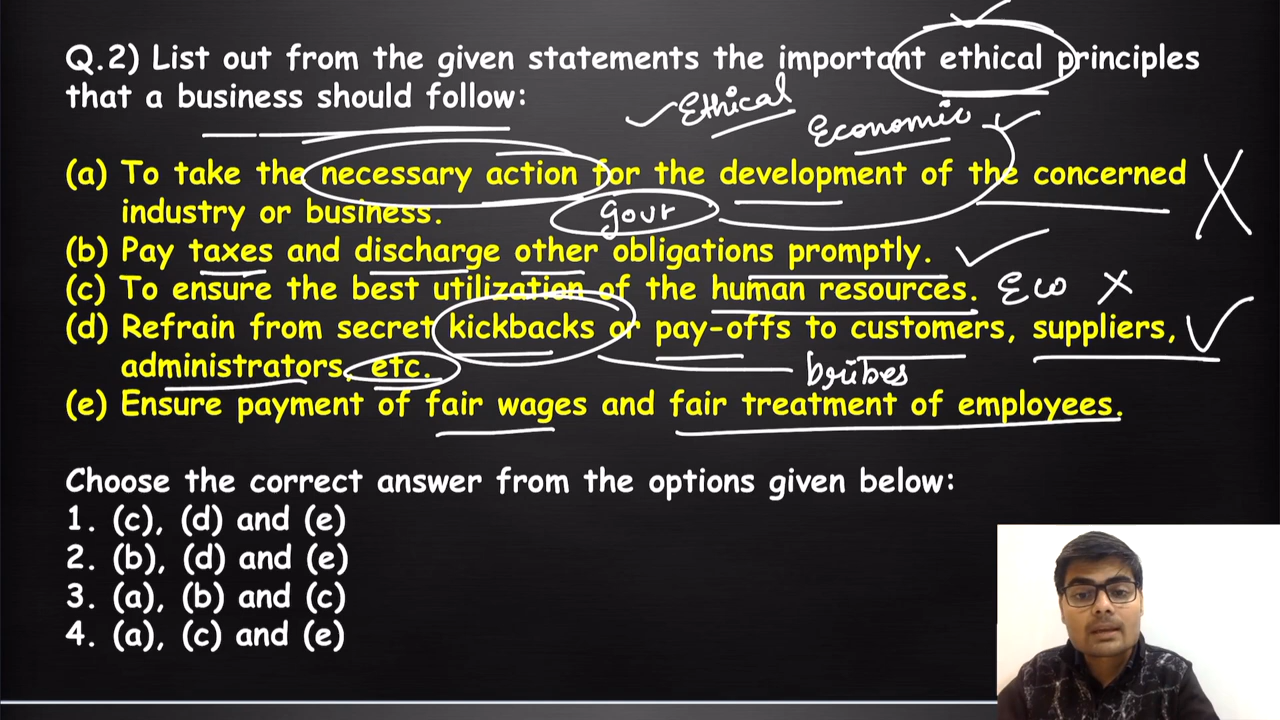 Q.2) List out from the given statements the important ethical principles
that a business should follow:
Ethical
Economic
(a) To take the necessary action for the development of the concerned
industry or business.
Govt
(b) Pay taxes and discharge other obligations promptly.
(c) To ensure the best utilization of the human resources. Eco X
(d) Refrain from secret kickbacks or pay-offs to customers, suppliers,
administrators, etc.
bribes
(e) Ensure payment of fair wages and fair treatment of employees.
Choose the correct answer from the options given below:
1. (c), (d) and (e)
2. (b), (d) and (e)
3. (a), (b) and (c)
4. (a), (c) and (e)